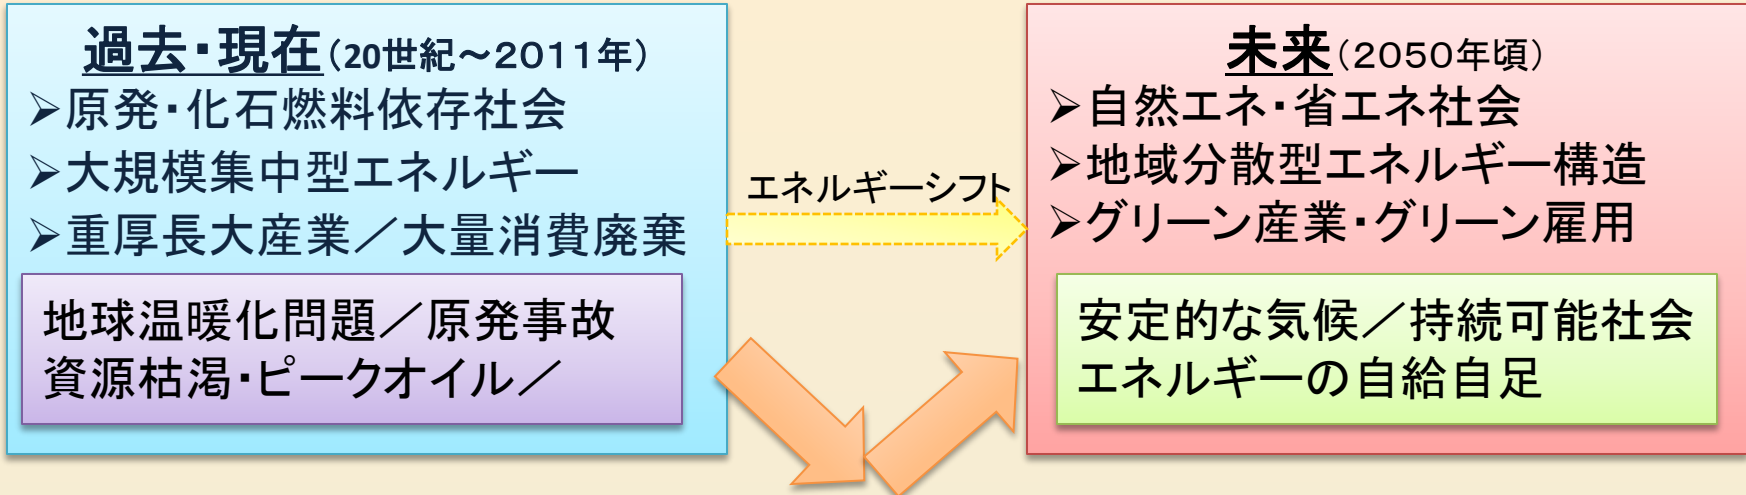 過去・現在(20世紀～2011年)
➢原発・化石燃料依存社会
➢大規模集中型エネルギー
➢重厚長大産業／大量消費廃棄
地球温暖化問題／原発事故
資源枯渇・ピークオイル／
エネルギーシフト
未来(2050年頃)
➢自然エネ・省エネ社会
➢地域分散型エネルギー構造
➢グリーン産業・グリーン雇用
安定的な気候／持続可能社会
エネルギーの自給自足